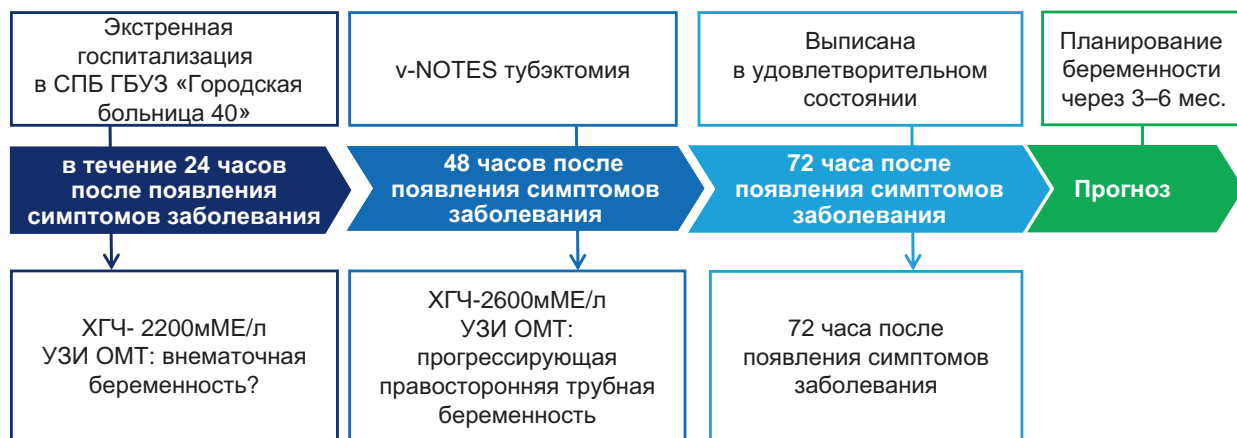 Экстренная
госпитализация
в СПБ ГБУЗ «Городская
больница 40»
v-NOTES тубэктомия
Выписана
в удовлетворительном
состоянии
Планирование
беременности
через 3–6 мес.
в течение 24 часов
после появления
симптомов заболевания
48 часов после
появления симптомов
заболевания
72 часа после
появления симптомов
заболевания
Прогноз
ХГЧ- 2200мМЕ/л
УЗИ ОМТ: внематочная
беременность?
ХГЧ-2600мМЕ/л
УЗИ ОМТ:
прогрессирующая
правосторонняя трубная
беременность
72 часа после
появления симптомов
заболевания